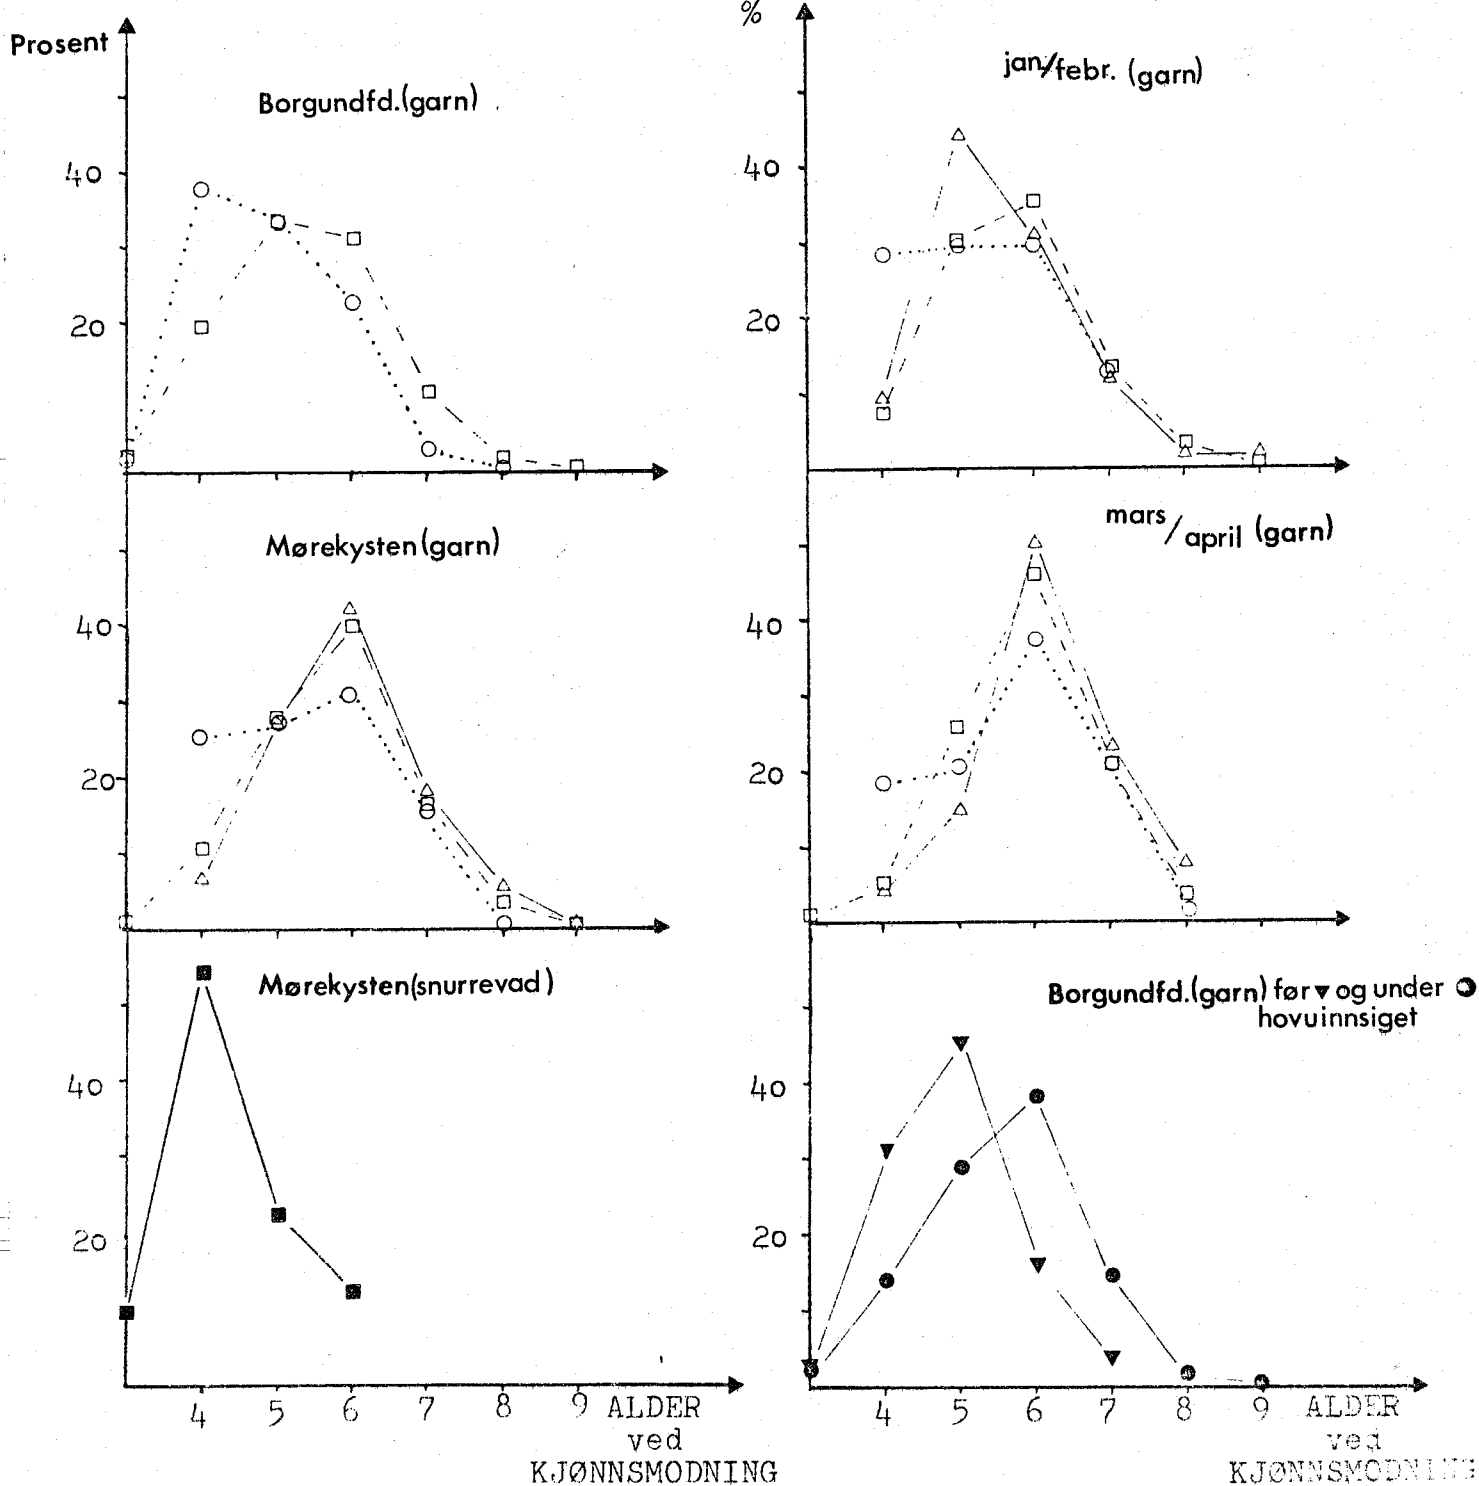 Prosent
%
Borgundfd.(garn)
jan/febr. (garn)
40
20
40
20
Mørekysten(garn)
mars/april (garn)
40
20
40
20
Mørekysten(snurrevad)
Borgundfd.(garn) før▼og under ●
hovuinnsiget
40
20
40
20
4 5 6 7 8 9 ALDER
ved
KJØNNSMODNING
4 5 6 7 8 9 ALDER
ved
KJØNNSMODNING